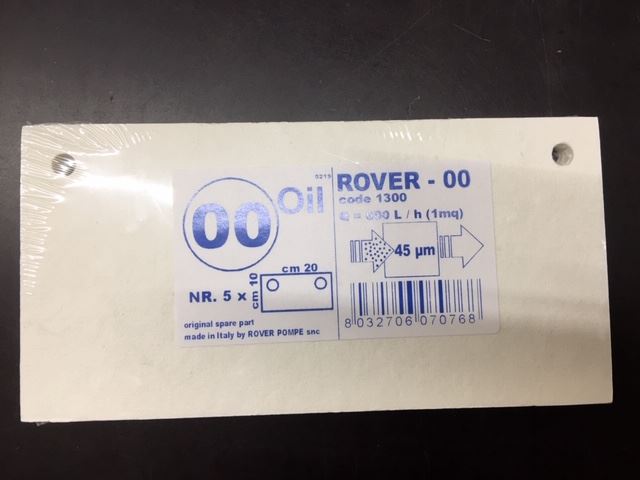 0219
00 Oil
ROVER - 00
code 1300
L / h (1mq)
45 µm
cm 20
cm 10
NR. 5 x
original spare part
made in Italy by ROVER POMPE snc
8 032706 070768